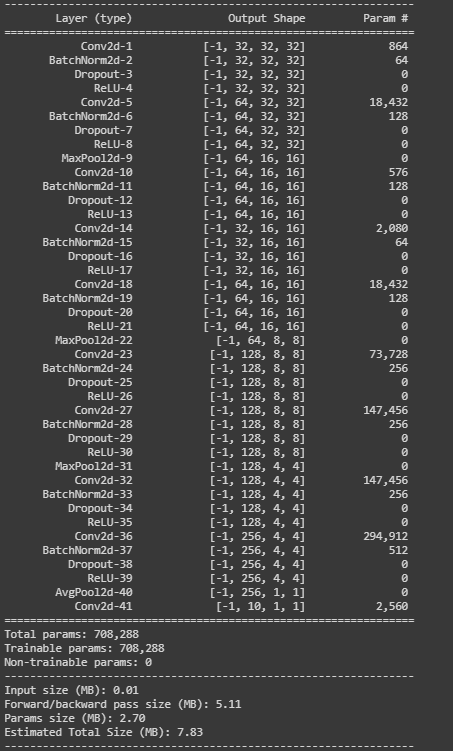 ----------------------------------------------------------------
Layer (type) Output Shape Param #
================================================================
Conv2d-1 [-1, 32, 32, 32] 864
BatchNorm2d-2 [-1, 32, 32, 32] 64
Dropout-3 [-1, 32, 32, 32] 0
ReLU-4 [-1, 32, 32, 32] 0
Conv2d-5 [-1, 64, 32, 32] 18,432
BatchNorm2d-6 [-1, 64, 32, 32] 128
Dropout-7 [-1, 64, 32, 32] 0
ReLU-8 [-1, 64, 32, 32] 0
MaxPool2d-9 [-1, 64, 16, 16] 0
Conv2d-10 [-1, 64, 16, 16] 576
BatchNorm2d-11 [-1, 64, 16, 16] 128
Dropout-12 [-1, 64, 16, 16] 0
ReLU-13 [-1, 64, 16, 16] 0
Conv2d-14 [-1, 32, 16, 16] 2,080
BatchNorm2d-15 [-1, 32, 16, 16] 64
Dropout-16 [-1, 32, 16, 16] 0
ReLU-17 [-1, 32, 16, 16] 0
Conv2d-18 [-1, 64, 16, 16] 18,432
BatchNorm2d-19 [-1, 64, 16, 16] 128
Dropout-20 [-1, 64, 16, 16] 0
ReLU-21 [-1, 64, 16, 16] 0
MaxPool2d-22 [-1, 64, 8, 8] 0
Conv2d-23 [-1, 128, 8, 8] 73,728
BatchNorm2d-24 [-1, 128, 8, 8] 256
Dropout-25 [-1, 128, 8, 8] 0
ReLU-26 [-1, 128, 8, 8] 0
Conv2d-27 [-1, 128, 8, 8] 147,456
BatchNorm2d-28 [-1, 128, 8, 8] 256
Dropout-29 [-1, 128, 8, 8] 0
ReLU-30 [-1, 128, 8, 8] 0
MaxPool2d-31 [-1, 128, 4, 4] 0
Conv2d-32 [-1, 128, 4, 4] 147,456
BatchNorm2d-33 [-1, 128, 4, 4] 256
Dropout-34 [-1, 128, 4, 4] 0
ReLU-35 [-1, 128, 4, 4] 0
Conv2d-36 [-1, 256, 4, 4] 294,912
BatchNorm2d-37 [-1, 256, 4, 4] 512
Dropout-38 [-1, 256, 4, 4] 0
ReLU-39 [-1, 256, 4, 4] 0
AvgPool2d-40 [-1, 256, 1, 1] 0
Conv2d-41 [-1, 10, 1, 1] 2,560
================================================================
Total params: 708,288
Trainable params: 708,288
Non-trainable params: 0
----------------------------------------------------------------
Input size (MB): 0.01
Forward/backward pass size (MB): 5.11
Params size (MB): 2.70
Estimated Total Size (MB): 7.83
----------------------------------------------------------------